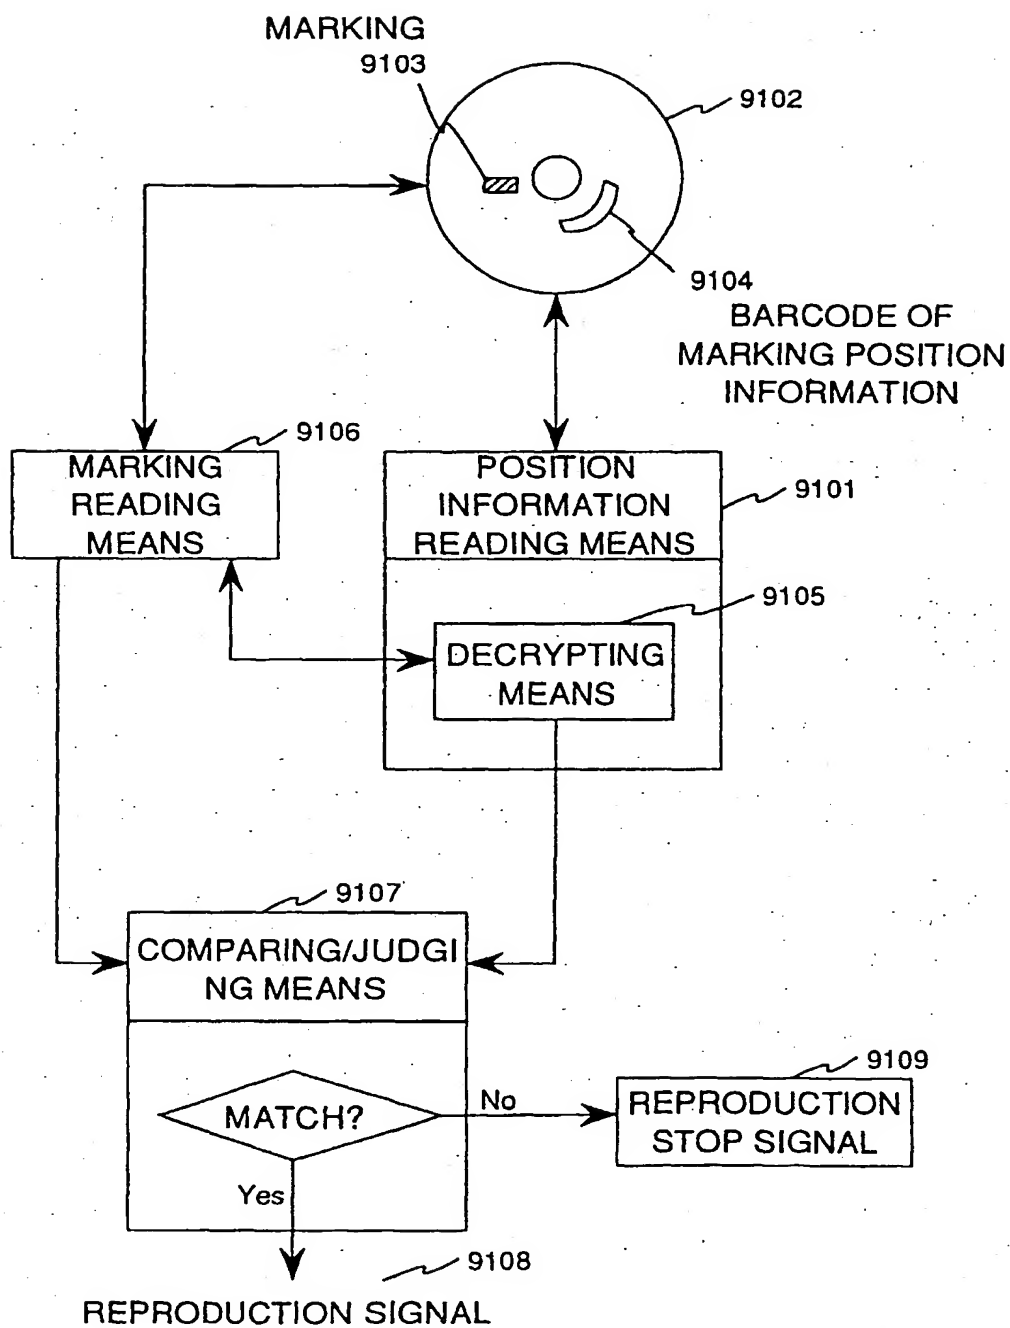 MARKING
9103
9102
9104
BARCODE OF
MARKING POSITION
INFORMATION
9106
MARKING
READING
MEANS
POSITION
INFORMATION
READING MEANS
9101
9105
DECRYPTING
MEANS
9107
COMPARING/JUDGI
NG MEANS
MATCH?
No
9109
REPRODUCTION
STOP SIGNAL
Yes
9108
REPRODUCTION SIGNAL